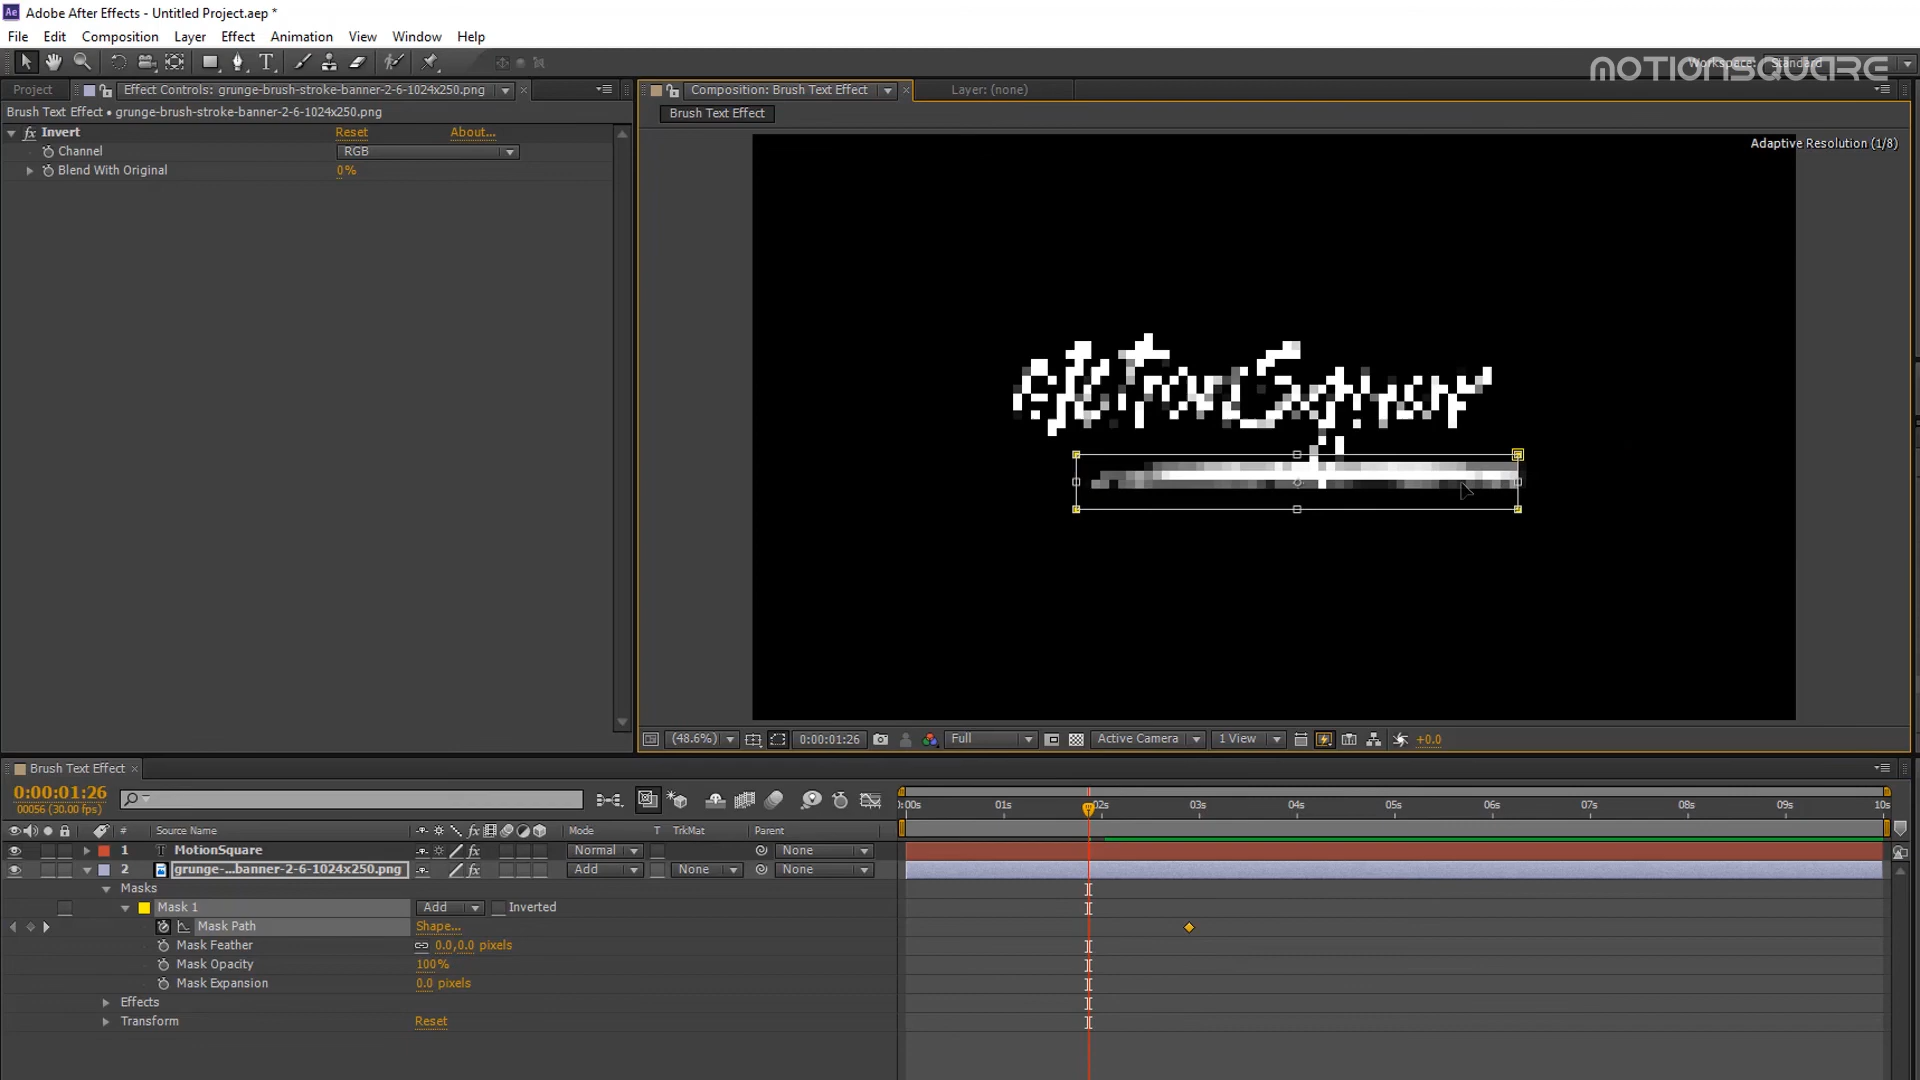 Adobe After Effects - Untitled Project.aep *
File Edit Composition Layer Effect Animation View Window Help
Workspace: Standard
MOTIONSQUARE
Project Effect Controls: grunge-brush-stroke-banner-2-6-1024x250.png
Composition: Brush Text Effect Layer: (none)
Brush Text Effect • grunge-brush-stroke-banner-2-6-1024x250.png
Brush Text Effect
fx Invert Reset About...
Adaptive Resolution (1/8)
Channel RGB
Blend With Original 0%
MotionSquare
(48.6%) 0:00:01:26 Full Active Camera 1 View +0.0
Brush Text Effect
0:00:01:26
00056 (30.00 fps)
:00s 01s 02s 03s 04s 05s 06s 07s 08s 09s 10s
# Source Name fx Mode T TrkMat Parent
1 T MotionSquare fx Normal None
2 grunge-...banner-2-6-1024x250.png fx Add None None
Masks
Mask 1 Add Inverted
Mask Path Shape...
Mask Feather 0.0,0.0 pixels
Mask Opacity 100%
Mask Expansion 0.0 pixels
Effects
Transform Reset